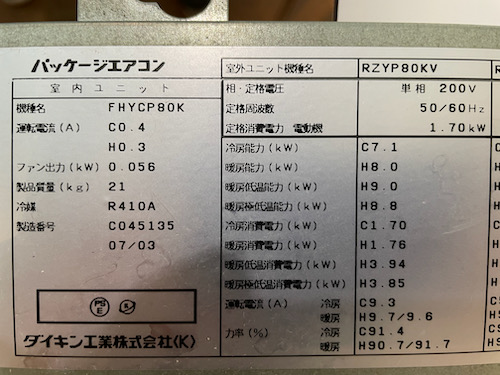 パッケージエアコン
室内ユニット
機種名 FHYCP80K
運転電流(A) C0.4
H0.3
ファン出力(kW) 0.056
製品質量(kg) 21
冷媒 R410A
製造番号 C045135
07/03
PS
E
ダイキン工業株式会社(K)
室外ユニット機種名 RZYP80KV
相・定格電圧 単相 200V
定格周波数 50/60Hz
定格消費電力 電動機 1.70kW
冷房能力(kW) C7.1
暖房能力(kW) H8.0
暖房低温能力(kW) H9.0
暖房極低温能力(kW) H8.8
冷房消費電力(kW) C1.70
暖房消費電力(kW) H1.76
暖房低温消費電力(kW) H3.94
暖房極低温消費電力(kW) H3.85
運転電流(A) 冷房 C9.3
暖房 H9.7/9.6
力率(%) 冷房 C91.4
暖房 H90.7/91.7